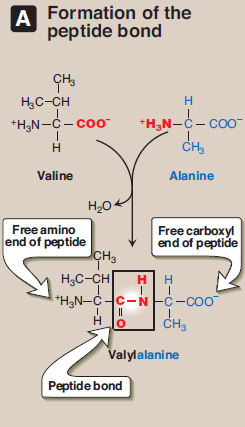 A Formation of the
peptide bond
CH₃
H₃C–CH
⁺H₃N–C–COO⁻
H
H
⁺H₃N–C–COO⁻
CH₃
Valine
Alanine
H₂O
Free amino
end of peptide
Free carboxyl
end of peptide
CH₃
H₃C–CH
H H
⁺H₃N–C–C–N–C–COO⁻
H O CH₃
Valylalanine
Peptide bond